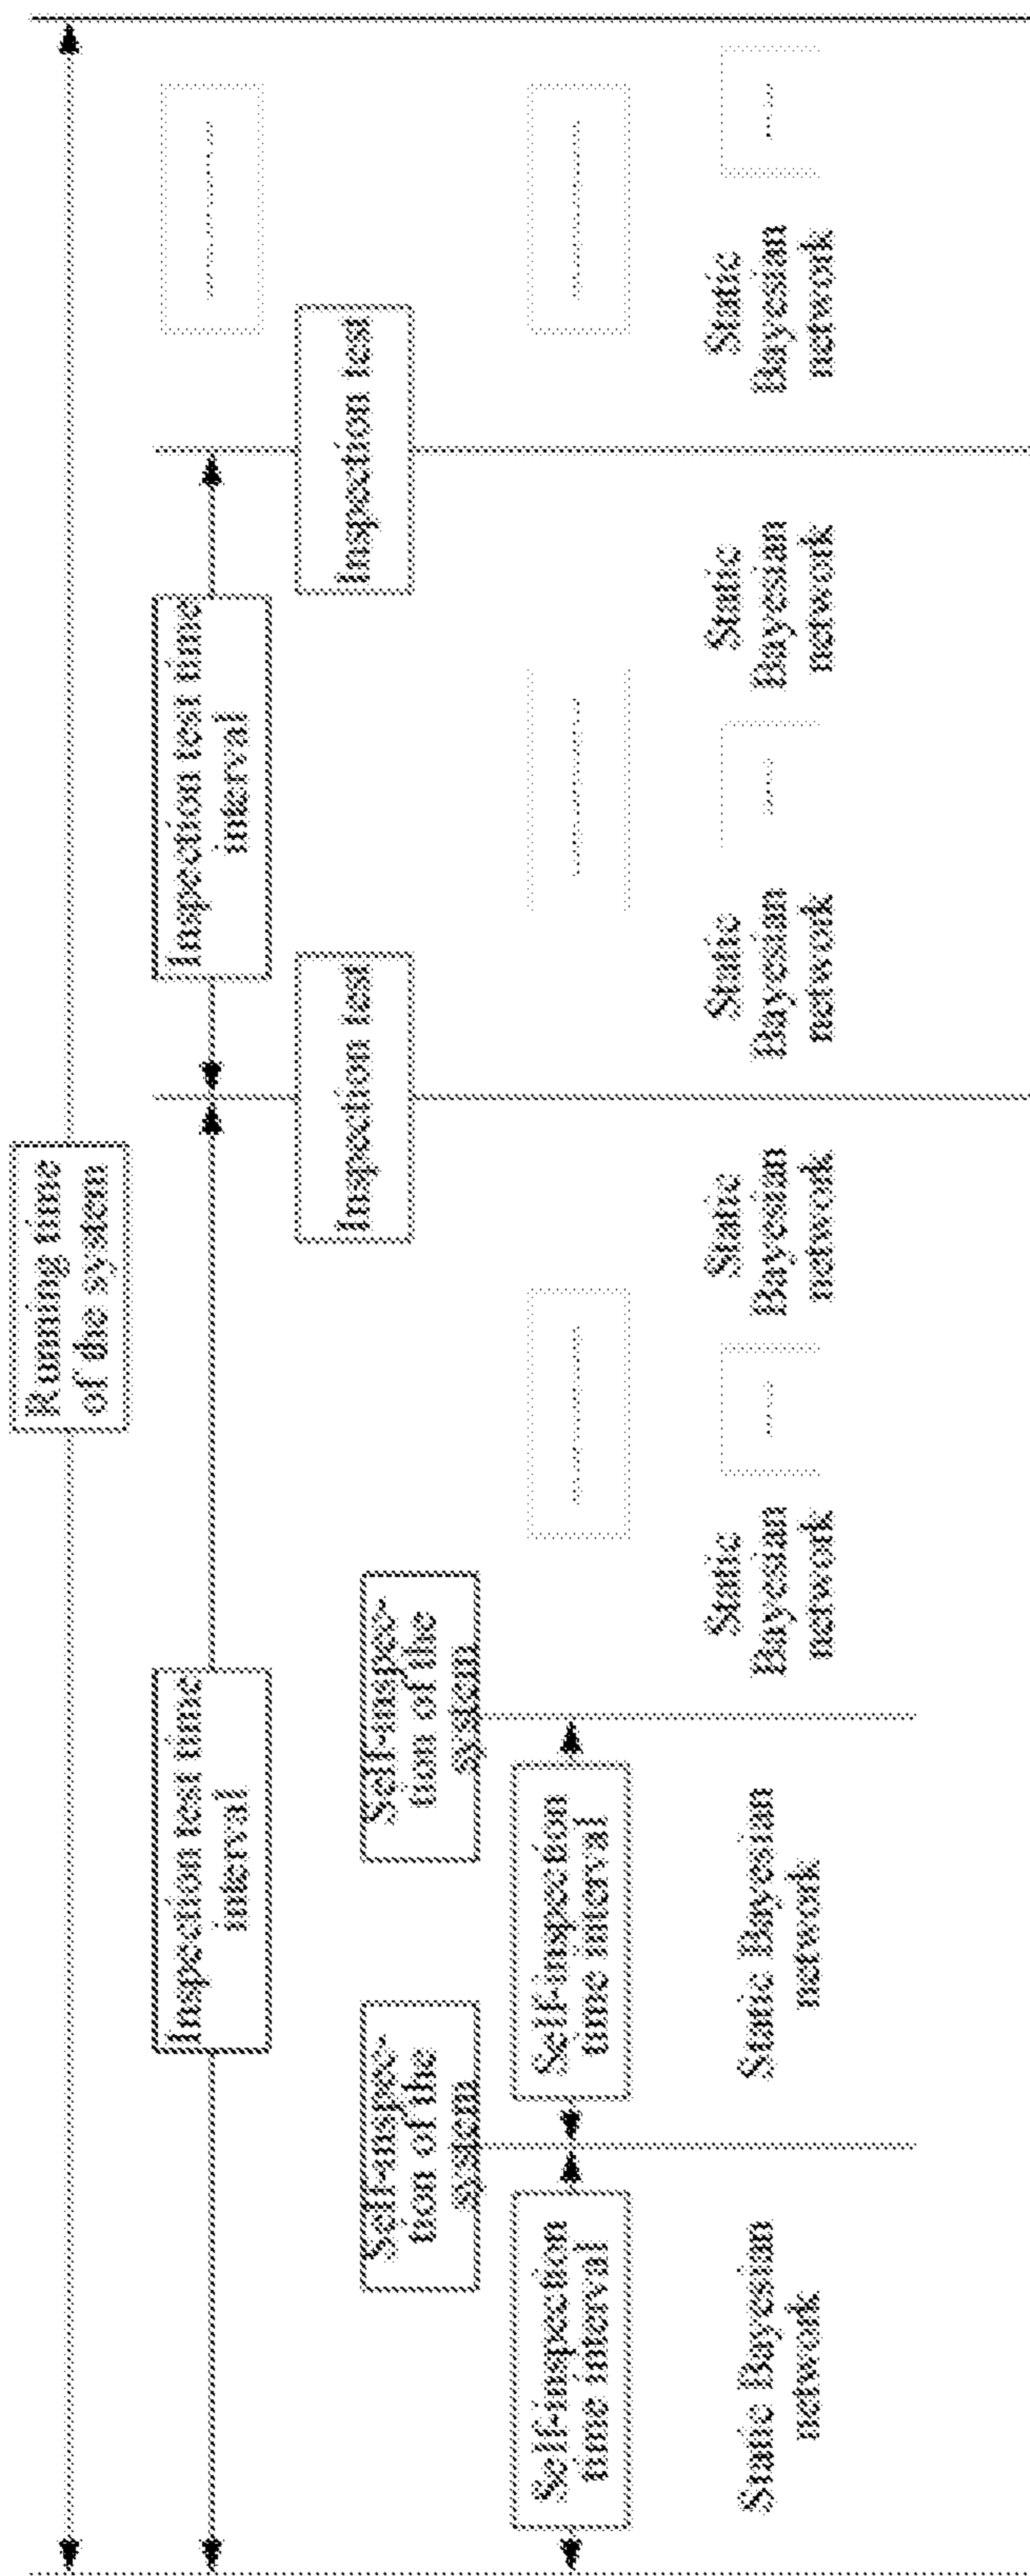 Running time
of the system
Inspection test time
interval
Inspection test time
interval
Inspection test
Inspection test
Self-inspec-
tion of the
system
Self-inspec-
tion of the
system
Self-inspection
time interval
Self-inspection
time interval
Static Bayesian
network
Static Bayesian
network
Static
Bayesian
network
Static
Bayesian
network
Static
Bayesian
network
Static
Bayesian
network
Static
Bayesian
network